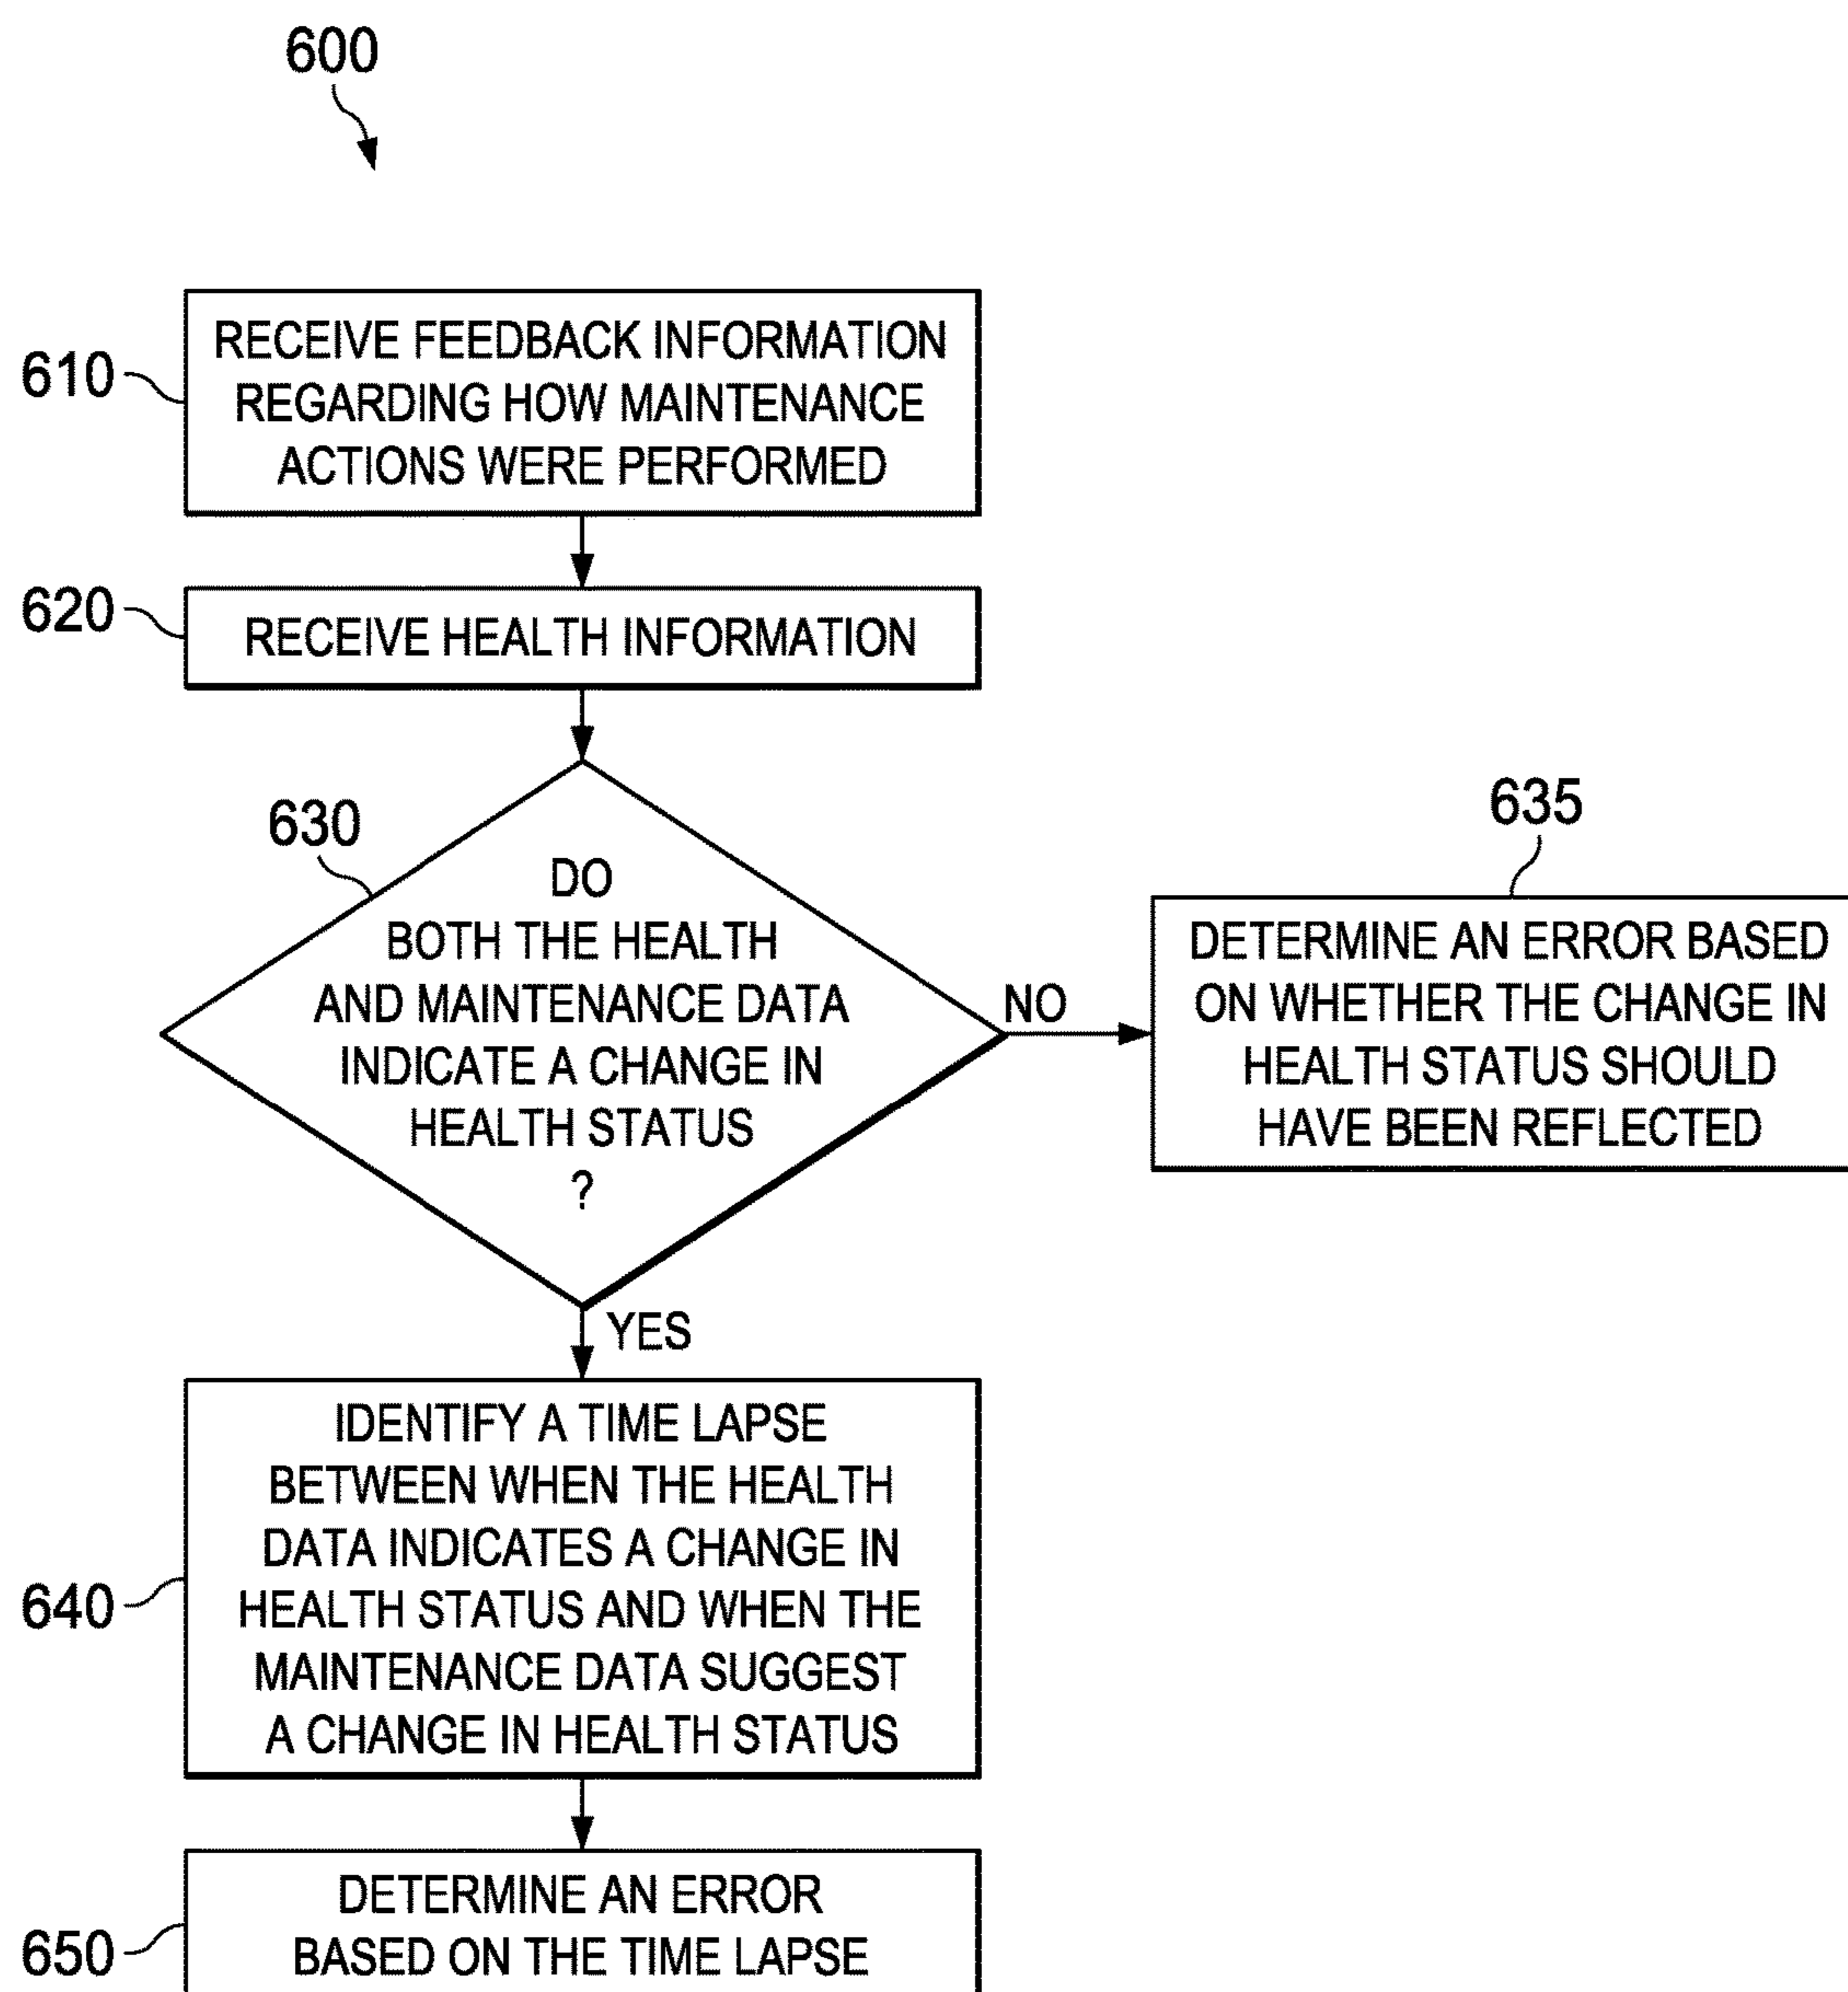 600
610
RECEIVE FEEDBACK INFORMATION
REGARDING HOW MAINTENANCE
ACTIONS WERE PERFORMED
620
RECEIVE HEALTH INFORMATION
630
DO
BOTH THE HEALTH
AND MAINTENANCE DATA
INDICATE A CHANGE IN
HEALTH STATUS
?
NO
635
DETERMINE AN ERROR BASED
ON WHETHER THE CHANGE IN
HEALTH STATUS SHOULD
HAVE BEEN REFLECTED
YES
640
IDENTIFY A TIME LAPSE
BETWEEN WHEN THE HEALTH
DATA INDICATES A CHANGE IN
HEALTH STATUS AND WHEN THE
MAINTENANCE DATA SUGGEST
A CHANGE IN HEALTH STATUS
650
DETERMINE AN ERROR
BASED ON THE TIME LAPSE